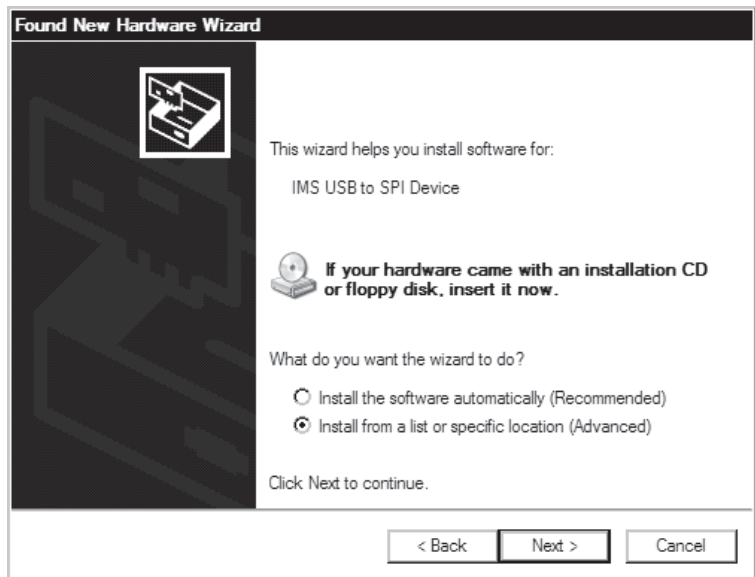 Found New Hardware Wizard
This wizard helps you install software for:
IMS USB to SPI Device
If your hardware came with an installation CD
or floppy disk, insert it now.
What do you want the wizard to do?
Install the software automatically (Recommended)
Install from a list or specific location (Advanced)
Click Next to continue.
< Back Next > Cancel